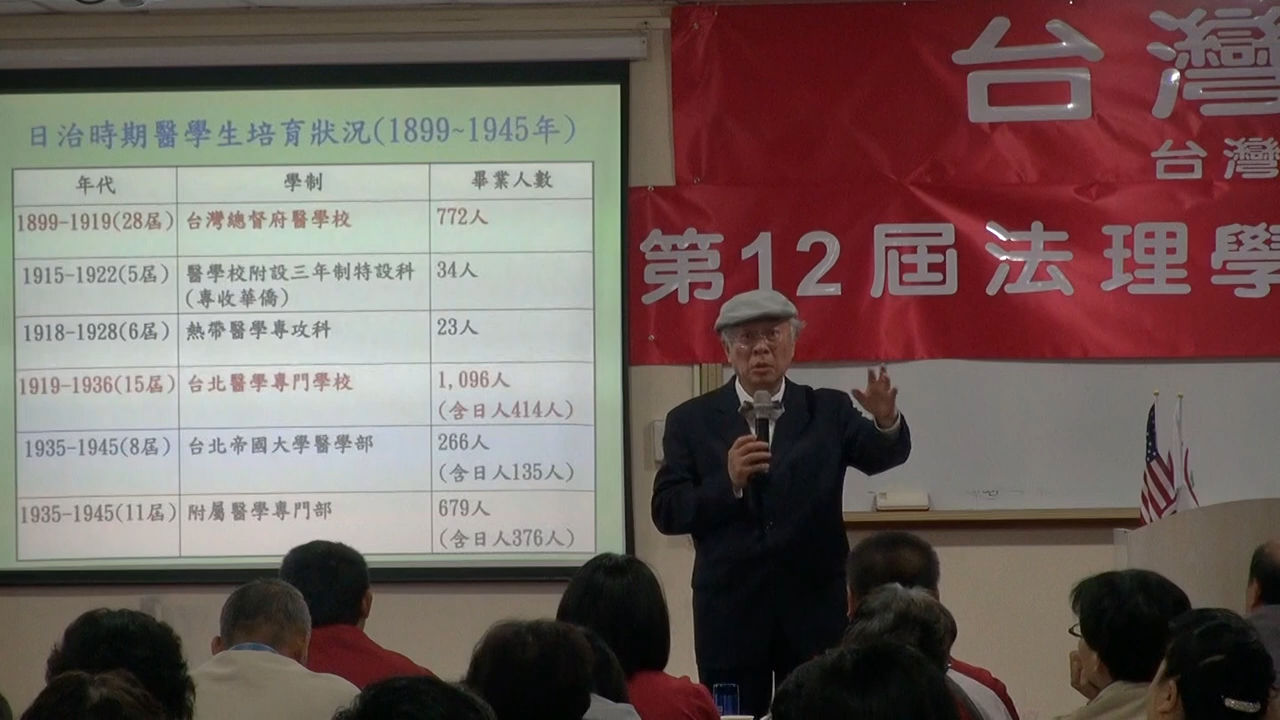 日治時期醫學生培育狀況(1899~1945年)
年代 學制 畢業人數
1899-1919(28屆) 台灣總督府醫學校 772人
1915-1922(5屆) 醫學校附設三年制特設科 34人
(專收華僑)
1918-1928(6屆) 熱帶醫學專攻科 23人
1919-1936(15屆) 台北醫學專門學校 1,096人
(含日人414人)
1935-1945(8屆) 台北帝國大學醫學部 266人
(含日人135人)
1935-1945(11屆) 附屬醫學專門部 679人
(含日人376人)
台灣
台灣
第12屆法理學